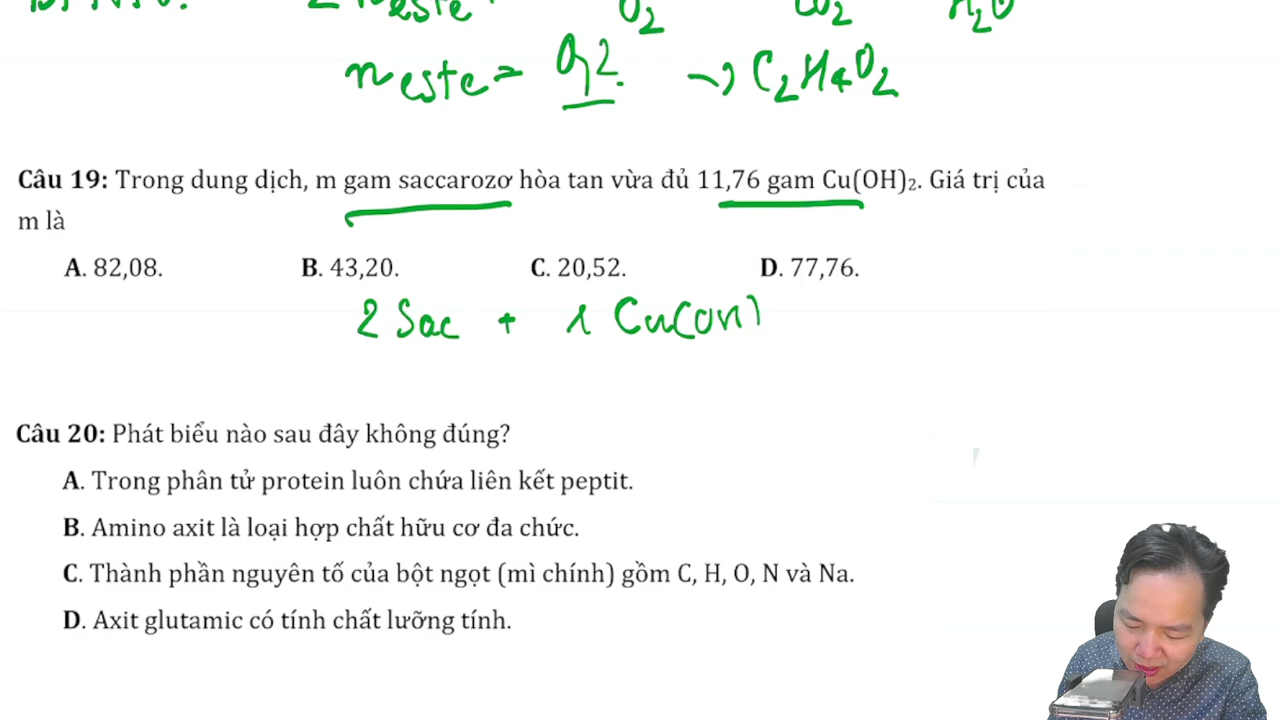 n este = 0,2. → C2H4O2
Câu 19: Trong dung dịch, m gam saccarozơ hòa tan vừa đủ 11,76 gam Cu(OH)₂. Giá trị của
m là
A. 82,08. B. 43,20. C. 20,52. D. 77,76.
2 Sac + 1 Cu(OH)
Câu 20: Phát biểu nào sau đây không đúng?
A. Trong phân tử protein luôn chứa liên kết peptit.
B. Amino axit là loại hợp chất hữu cơ đa chức.
C. Thành phần nguyên tố của bột ngọt (mì chính) gồm C, H, O, N và Na.
D. Axit glutamic có tính chất lưỡng tính.